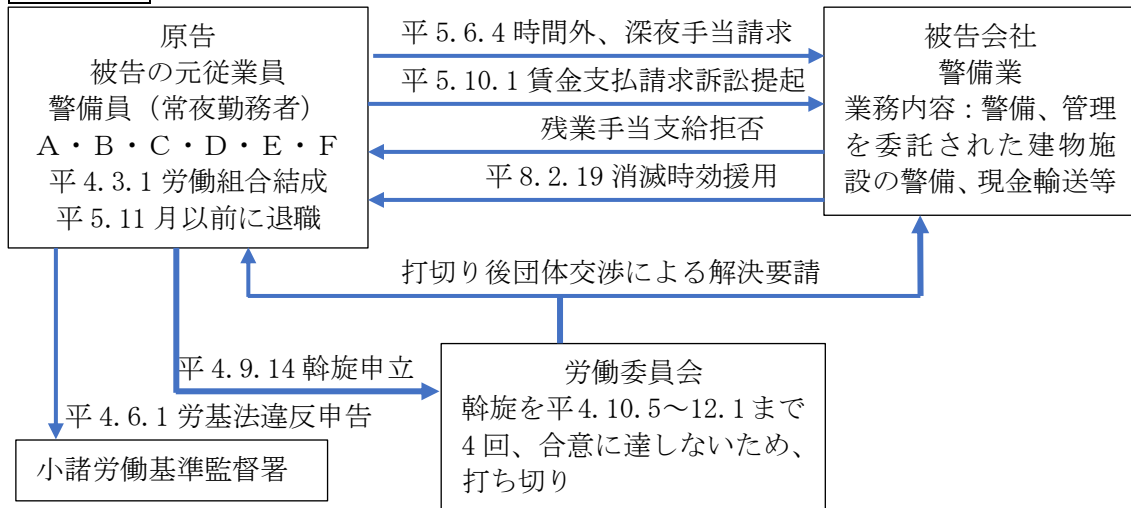 原告
被告の元従業員
警備員（常夜勤務者）
A・B・C・D・E・F
平 4.3.1 労働組合結成
平 5.11 月以前に退職
平 5.6.4 時間外、深夜手当請求
平 5.10.1 賃金支払請求訴訟提起
残業手当支給拒否
平 8.2.19 消滅時効援用
被告会社
警備業
業務内容：警備、管理
を委託された建物施
設の警備、現金輸送等
打切り後団体交渉による解決要請
平 4.9.14 斡旋申立
労働委員会
斡旋を平 4.10.5～12.1 まで
4 回、合意に達しないため、
打ち切り
平 4.6.1 労基法違反申告
小諸労働基準監督署